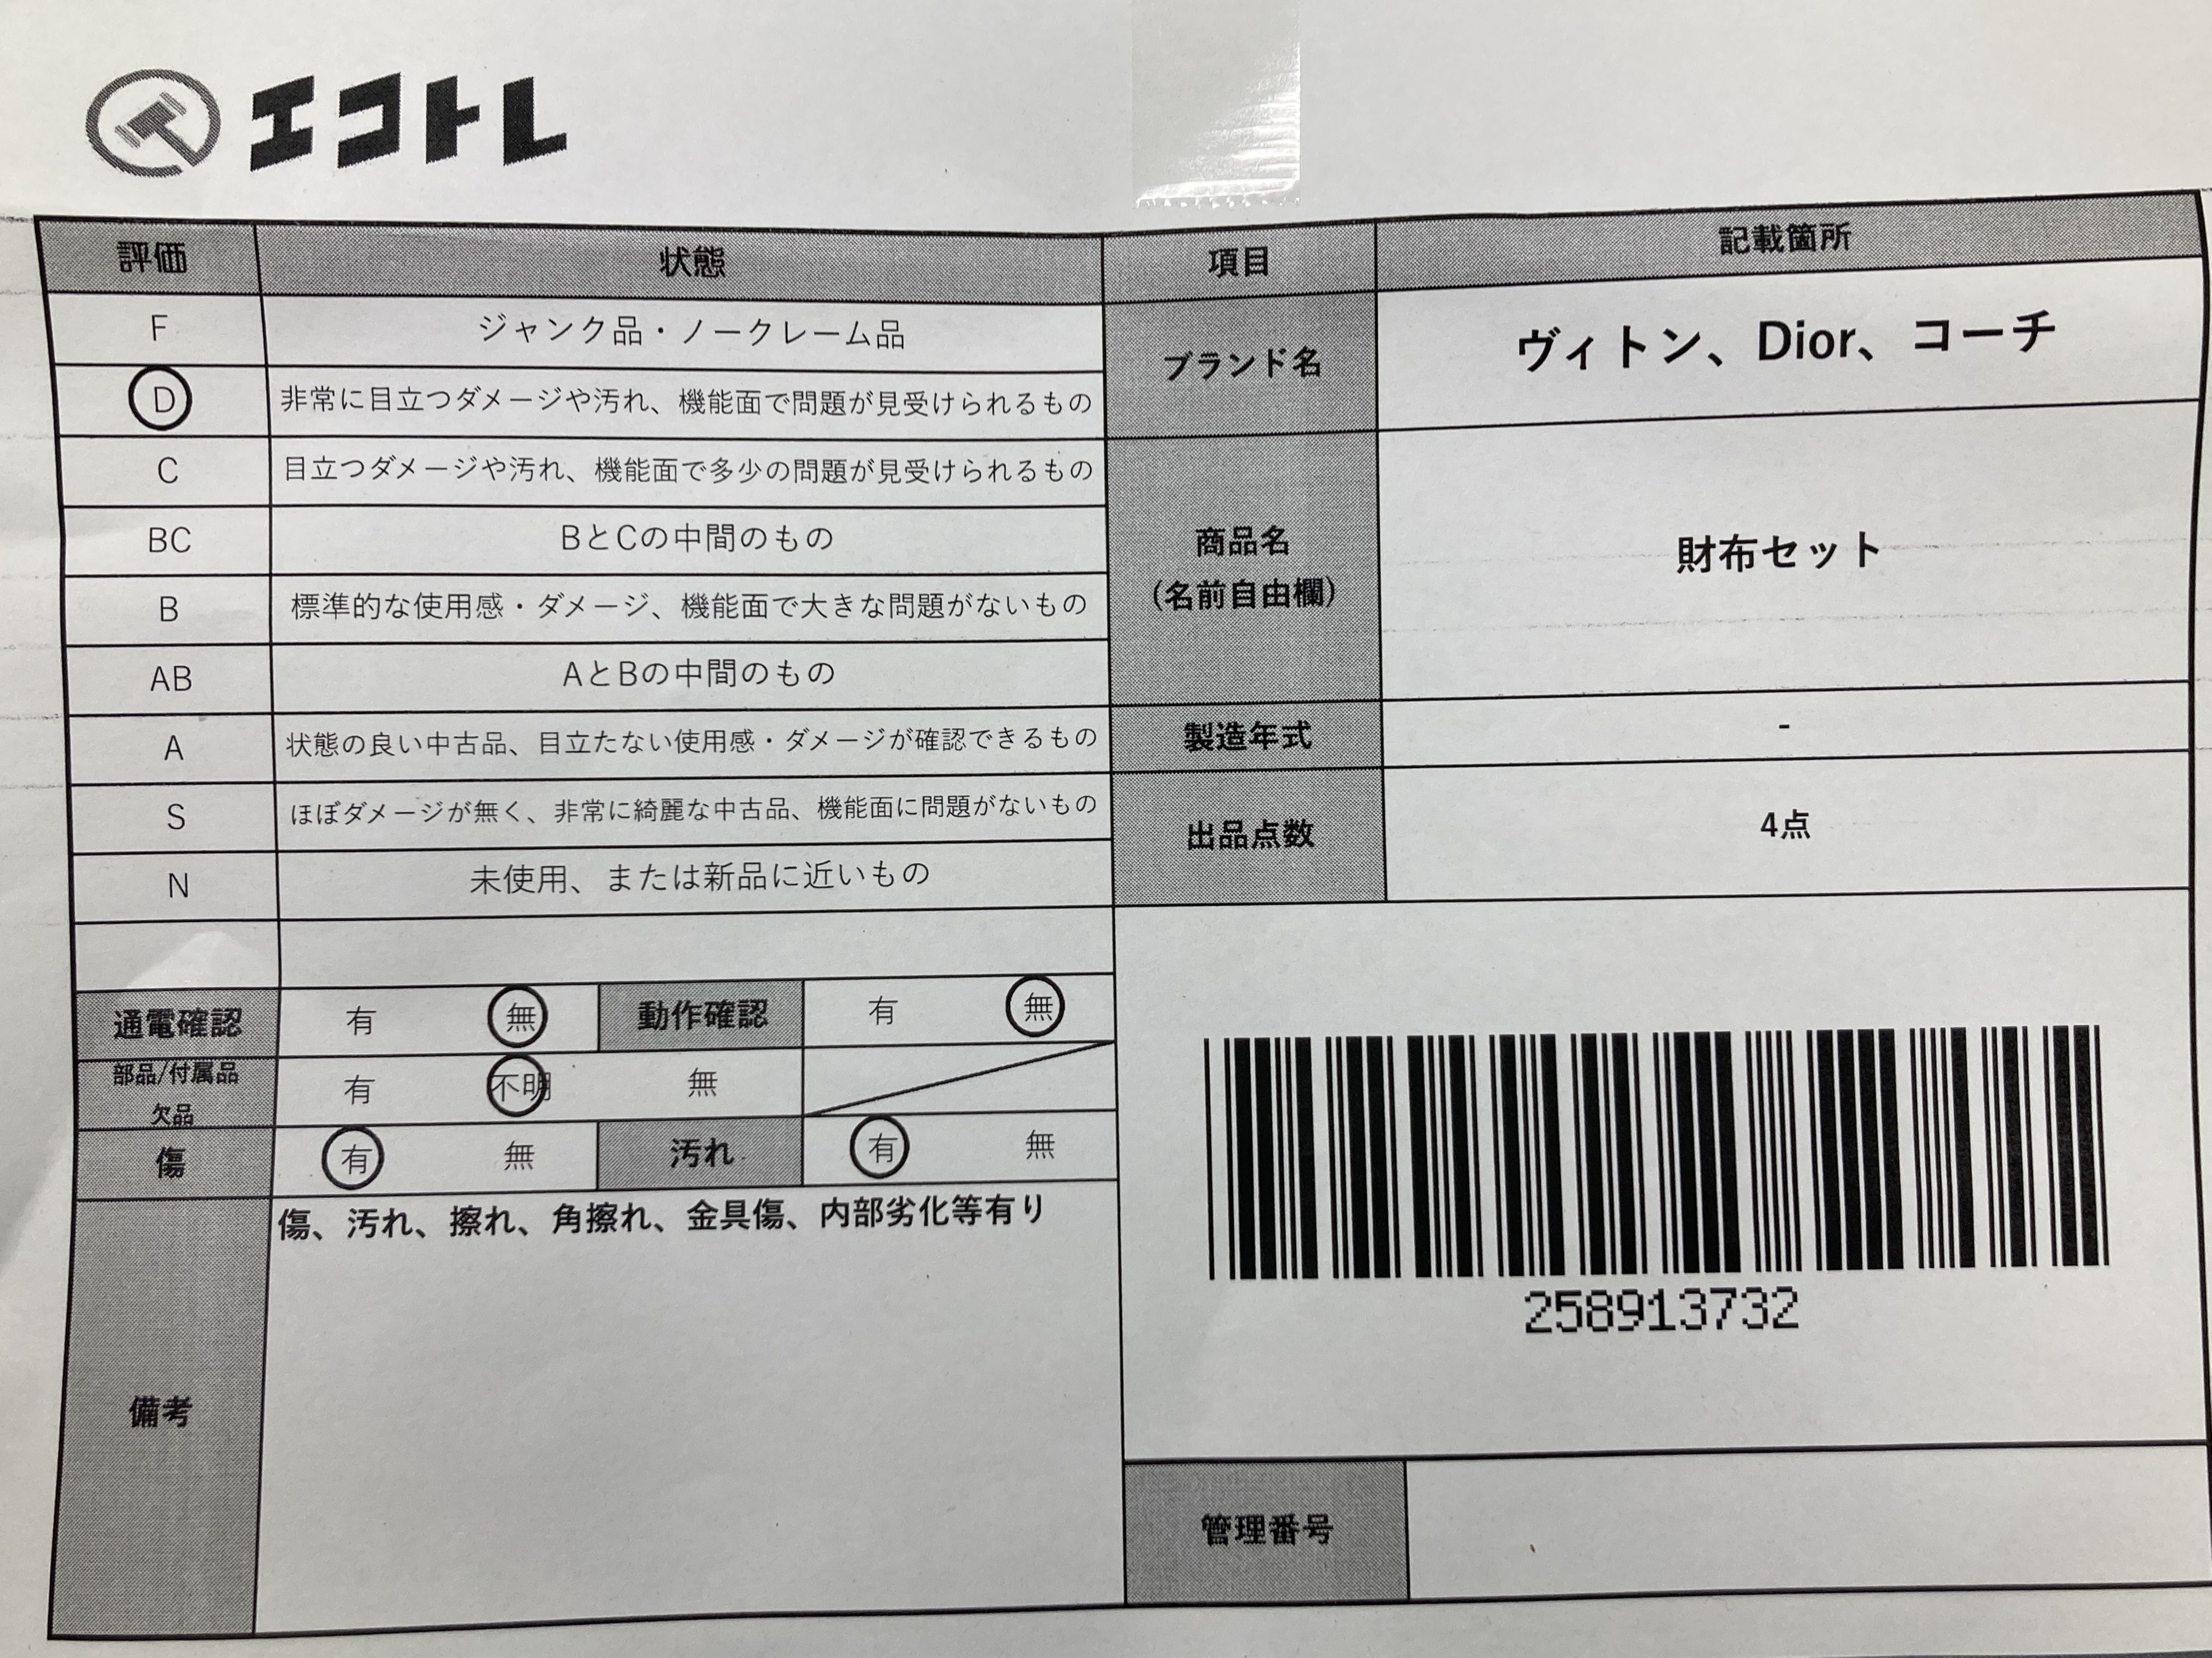 エコトレ
評価 状態 項目 記載箇所
F ジャンク品・ノークレーム品
D 非常に目立つダメージや汚れ、機能面で問題が見受けられるもの
C 目立つダメージや汚れ、機能面で多少の問題が見受けられるもの
BC BとCの中間のもの
B 標準的な使用感・ダメージ、機能面で大きな問題がないもの
AB AとBの中間のもの
A 状態の良い中古品、目立たない使用感・ダメージが確認できるもの
S ほぼダメージが無く、非常に綺麗な中古品、機能面に問題がないもの
N 未使用、または新品に近いもの
ブランド名 ヴィトン、Dior、コーチ
商品名
(名前自由欄) 財布セット
製造年式 -
出品点数 4点
通電確認 有 無 動作確認 有 無
部品/付属品
欠品 有 不明 無
傷 有 無 汚れ 有 無
備考 傷、汚れ、擦れ、角擦れ、金具傷、内部劣化等有り
258913732
管理番号